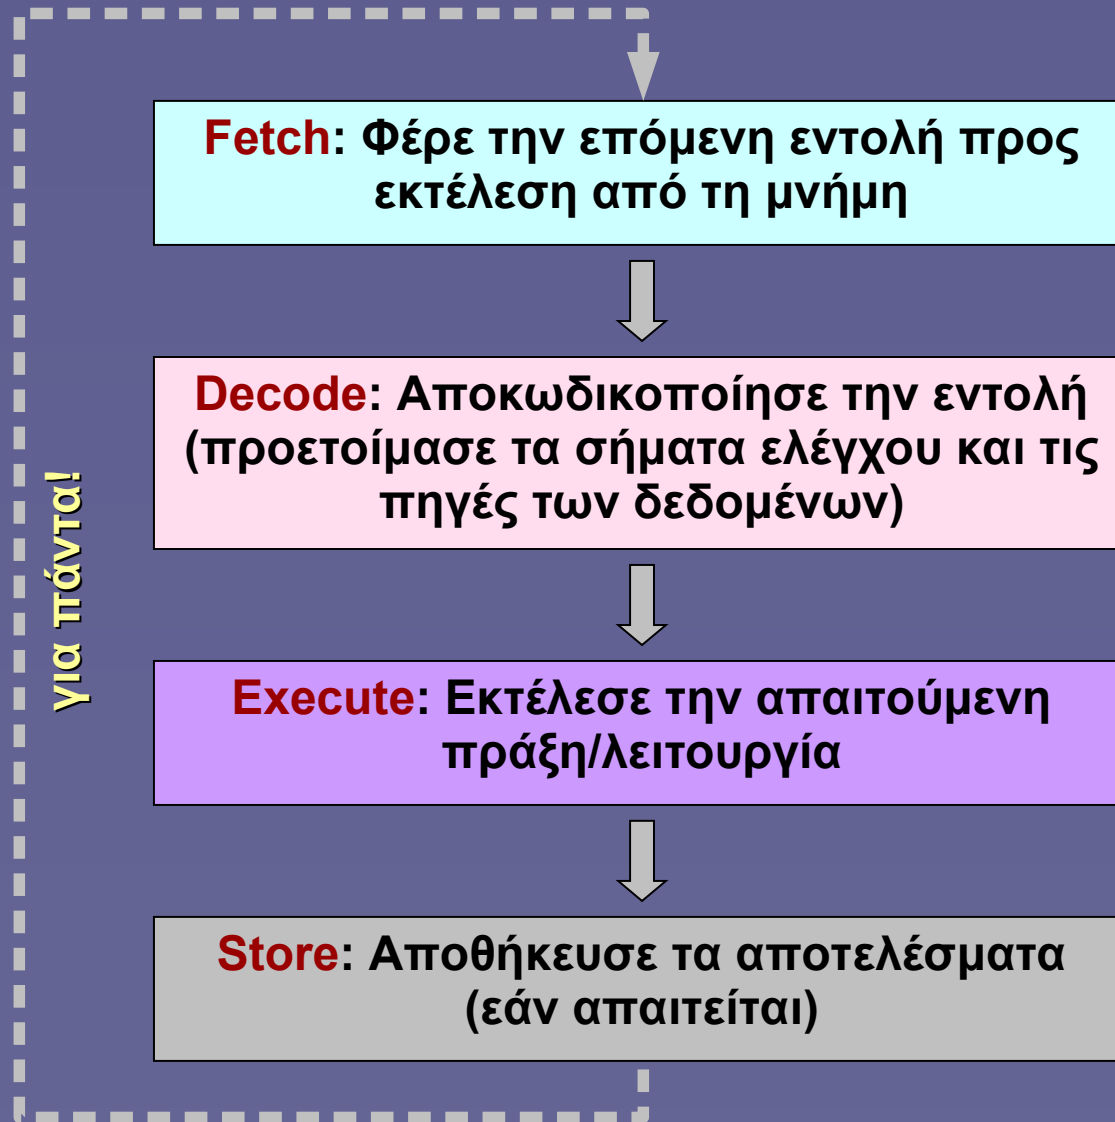 Fetch: Φέρε την επόμενη εντολή προς
εκτέλεση από τη μνήμη
Decode: Αποκωδικοποίησε την εντολή
(προετοίμασε τα σήματα ελέγχου και τις
πηγές των δεδομένων)
για πάντα!
Execute: Εκτέλεσε την απαιτούμενη
πράξη/λειτουργία
Store: Αποθήκευσε τα αποτελέσματα
(εάν απαιτείται)